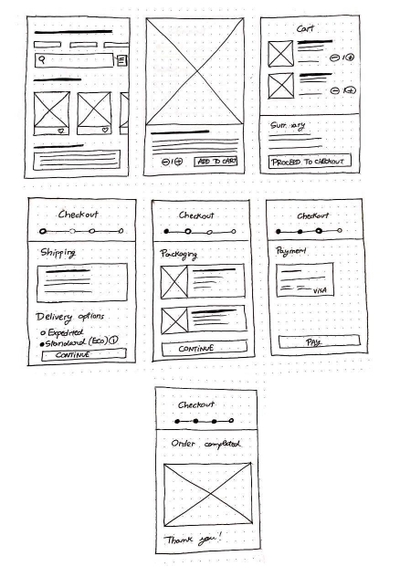 ADD TO CART
Cart
Summary
PROCEED TO CHECKOUT
Checkout
Shipping
Delivery options
Expedited
Standard (Eco)
CONTINUE
Checkout
Packaging
CONTINUE
Checkout
Payment
VISA
PAY
Checkout
Order completed
Thank you!